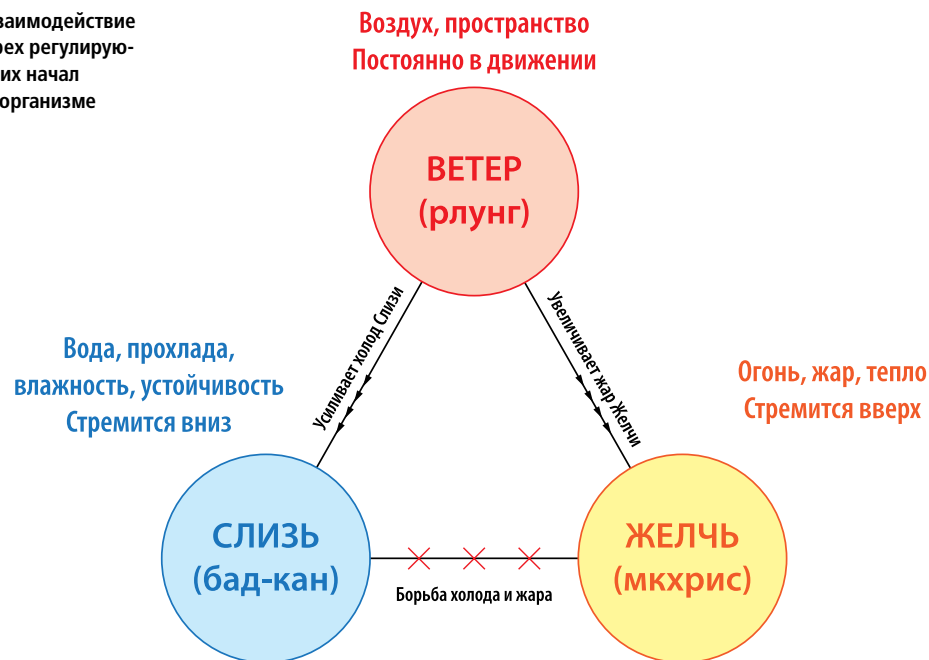 заимодействие
рех регулирую-
их начал
организме
Воздух, пространство
Постоянно в движении
ВЕТЕР
(рлунг)
Усиливает холод Слизи
Увеличивает жар Желчи
Вода, прохлада,
влажность, устойчивость
Стремится вниз
Огонь, жар, тепло
Стремится вверх
СЛИЗЬ
(бад-кан)
ЖЕЛЧЬ
(мкхрис)
Борьба холода и жара